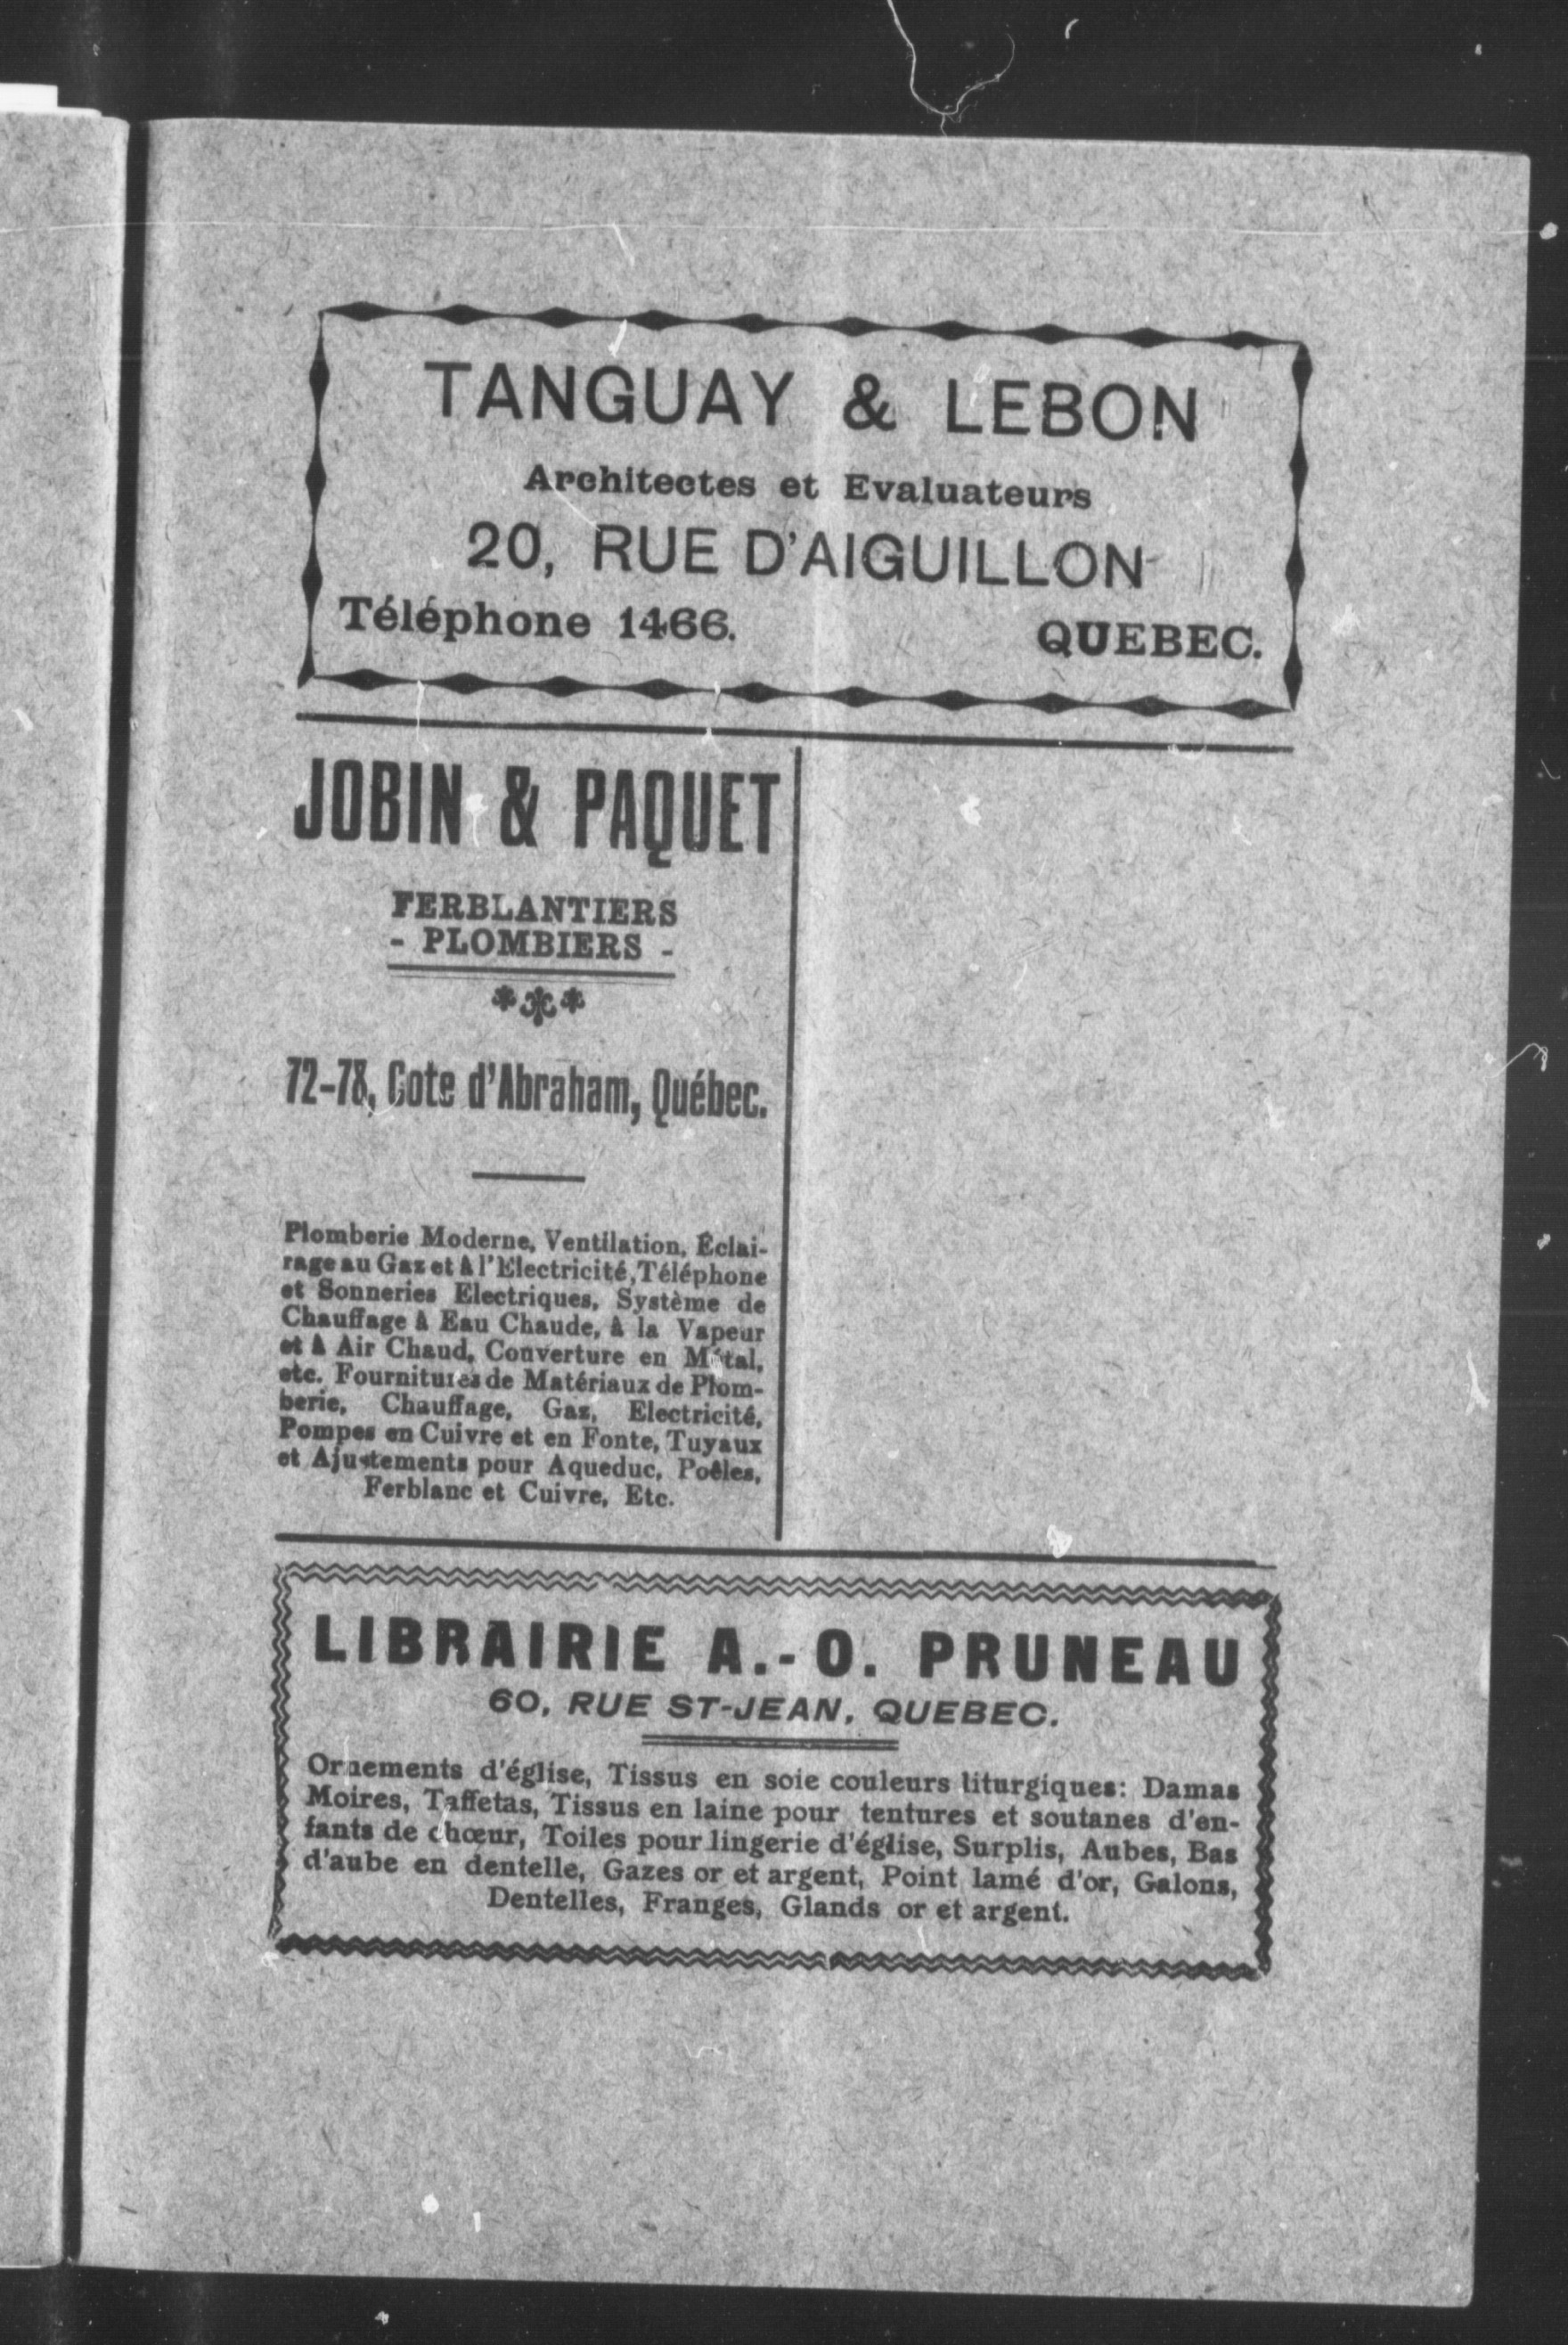 TANGUAY & LEBON
Architectes et Evaluateurs
20, RUE D'AIGUILLON
Téléphone 1466. QUEBEC.
JOBIN & PAQUET
FERBLANTIERS
- PLOMBIERS -
72-78, Cote d'Abraham, Québec.
Plomberie Moderne, Ventilation, Éclai-
rage au Gaz et à l'Electricité, Téléphone
et Sonneries Electriques, Système de
Chauffage à Eau Chaude, à la Vapeur
et à Air Chaud, Couverture en Métal,
etc. Fournitures de Matériaux de Plom-
berie, Chauffage, Gaz, Electricité,
Pompes en Cuivre et en Fonte, Tuyaux
et Ajustements pour Aqueduc, Poêles,
Ferblanc et Cuivre, Etc.
LIBRAIRIE A.-O. PRUNEAU
60, RUE ST-JEAN, QUEBEC.
Ornements d'église, Tissus en soie couleurs liturgiques: Damas
Moires, Taffetas, Tissus en laine pour tentures et soutanes d'en-
fants de chœur, Toiles pour lingerie d'église, Surplis, Aubes, Bas
d'aube en dentelle, Gazes or et argent, Point lamé d'or, Galons,
Dentelles, Franges, Glands or et argent.